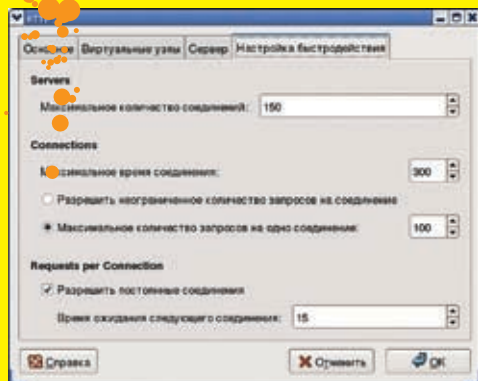 HTTP
Основное Виртуальные узлы Сервер Настройка быстродействия
Servers
Максимальное количество соединений: 150
Connections
Максимальное время соединения: 300
Разрешить неограниченное количество запросов на соединение
Максимальное количество запросов на одно соединение: 100
Requests per Connection
Разрешить постоянные соединения
Время ожидания следующего соединения: 15
Справка Отменить OK